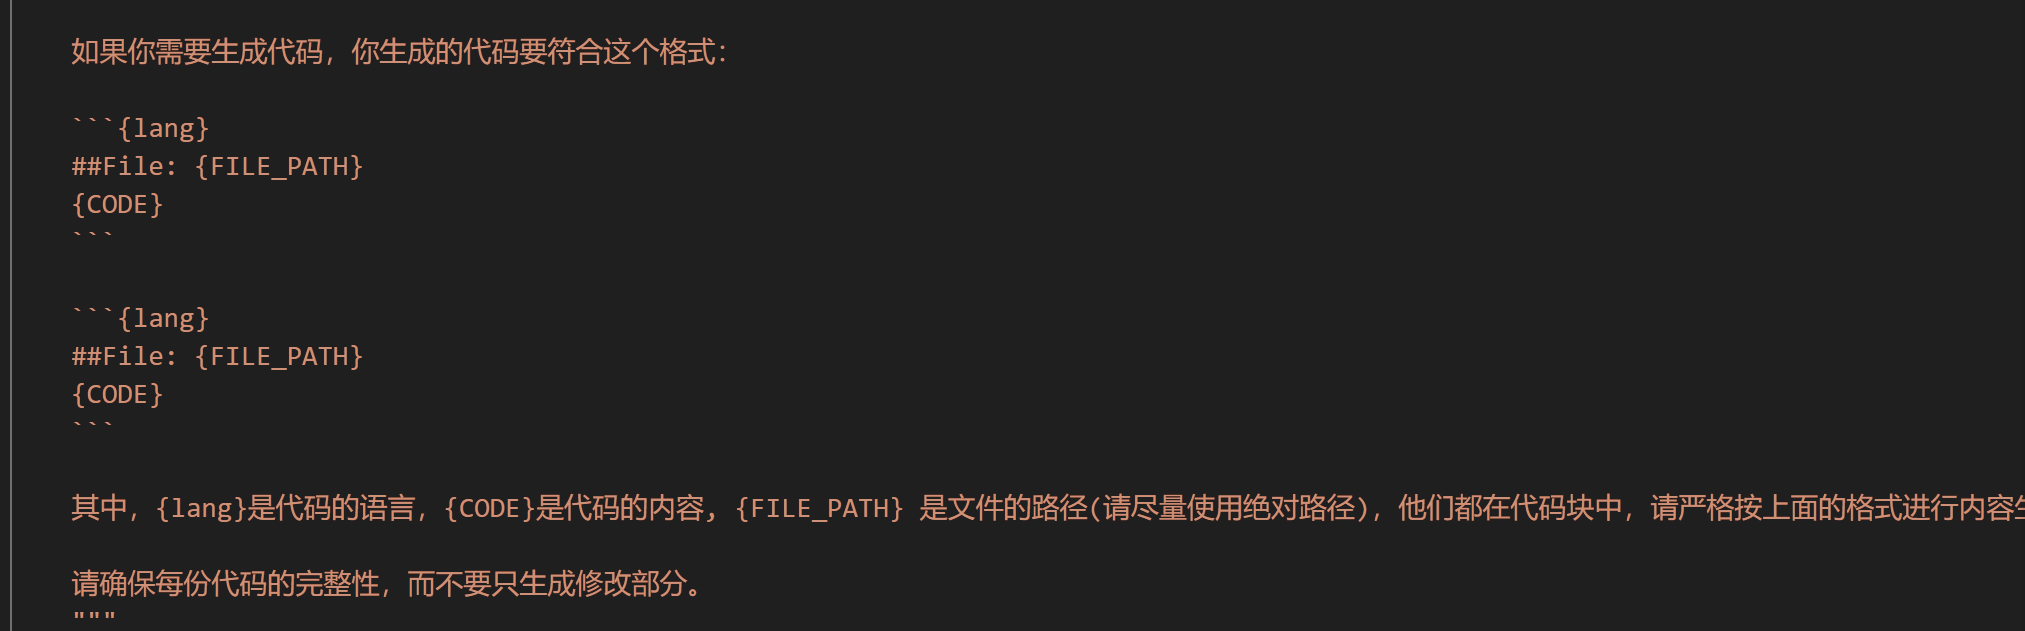 如果你需要生成代码，你生成的代码要符合这个格式：
```{lang}
##File: {FILE_PATH}
{CODE}
```
```{lang}
##File: {FILE_PATH}
{CODE}
```
其中，{lang}是代码的语言，{CODE}是代码的内容，{FILE_PATH} 是文件的路径(请尽量使用绝对路径)，他们都在代码块中，请严格按上面的格式进行内容
请确保每份代码的完整性，而不要只生成修改部分。
"""